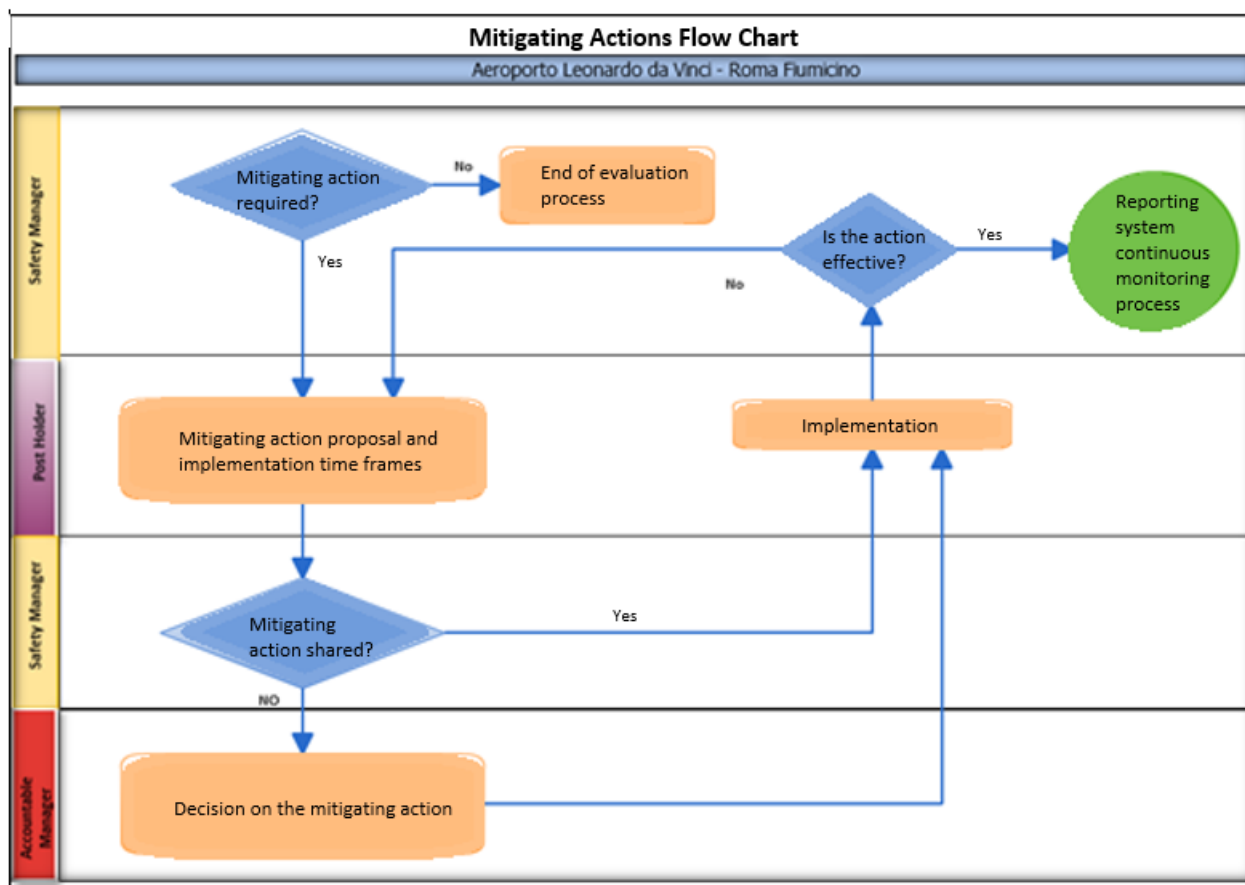 Mitigating Actions Flow Chart
Aeroporto Leonardo da Vinci - Roma Fiumicino
Safety Manager
Mitigating action
required?
No
End of evaluation
process
Yes
Is the action
effective?
Yes
No
Reporting
system
continuous
monitoring
process
Post Holder
Mitigating action proposal and
implementation time frames
Implementation
Safety Manager
Mitigating
action shared?
Yes
NO
Accountable
Manager
Decision on the mitigating action